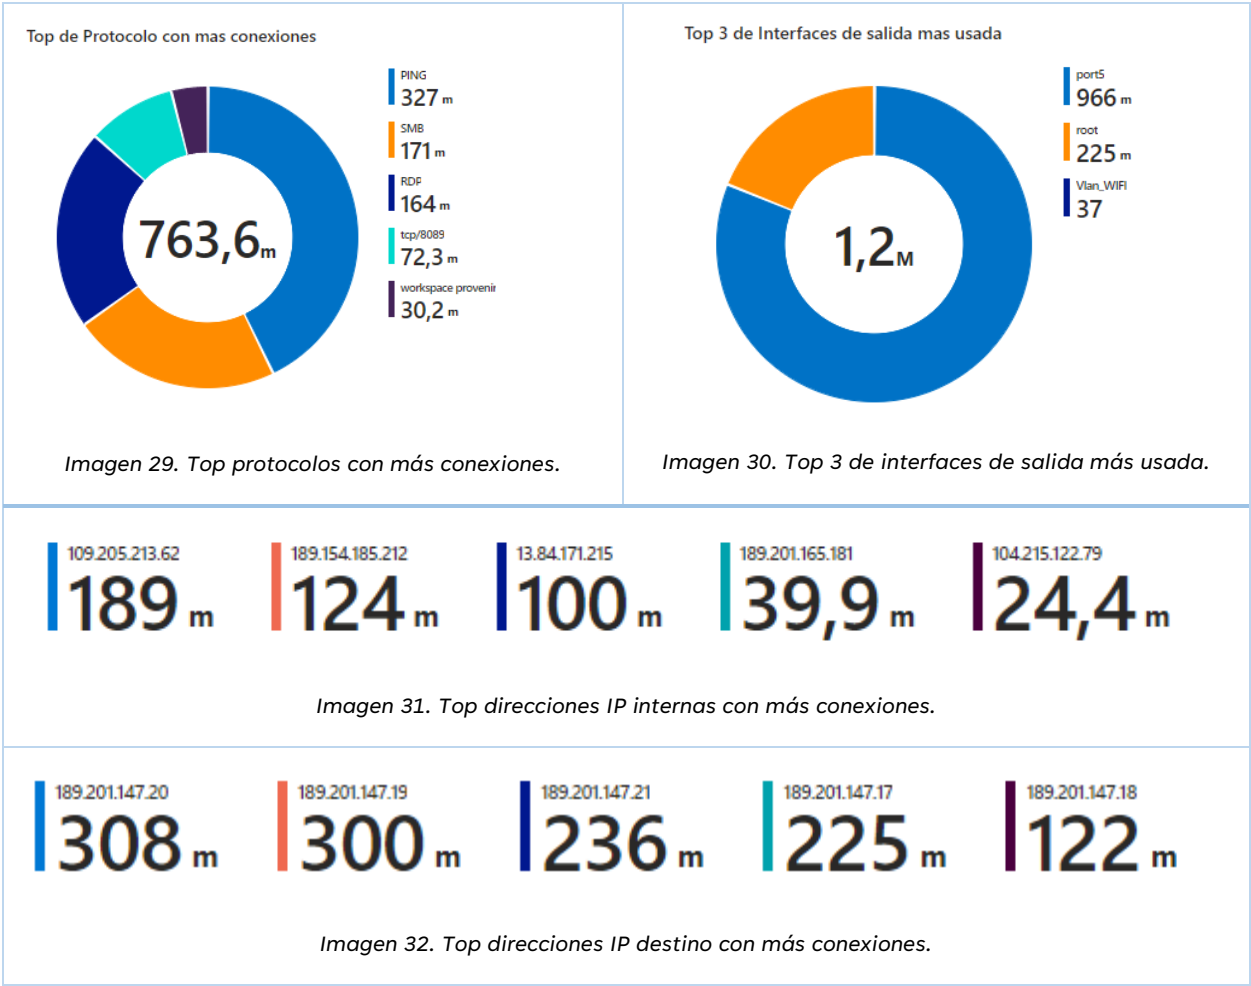 Top de Protocolo con mas conexiones
PING
327 m
SMB
171 m
RDP
164 m
tcp/8089
72,3 m
workspace provenir
30,2 m
763,6m
Imagen 29. Top protocolos con más conexiones.
Top 3 de Interfaces de salida mas usada
port5
966 m
root
225 m
Vlan_WIFI
37
1,2M
Imagen 30. Top 3 de interfaces de salida más usada.
109.205.213.62
189 m
189.154.185.212
124 m
13.84.171.215
100 m
189.201.165.181
39,9 m
104.215.122.79
24,4 m
Imagen 31. Top direcciones IP internas con más conexiones.
189.201.147.20
308 m
189.201.147.19
300 m
189.201.147.21
236 m
189.201.147.17
225 m
189.201.147.18
122 m
Imagen 32. Top direcciones IP destino con más conexiones.